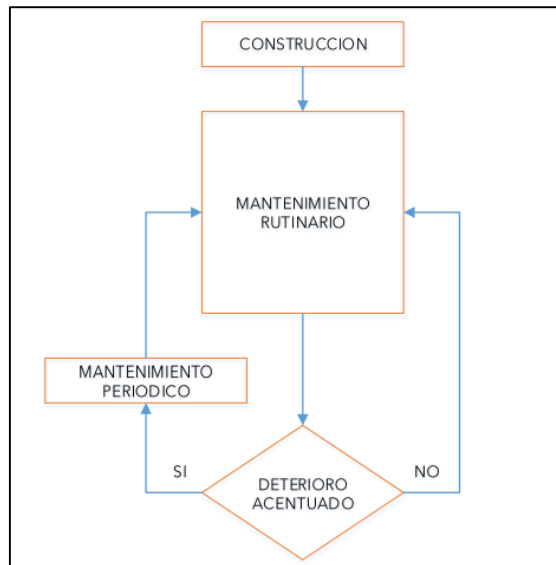 CONSTRUCCION
MANTENIMIENTO
RUTINARIO
MANTENIMIENTO
PERIODICO
SI
NO
DETERIORO
ACENTUADO